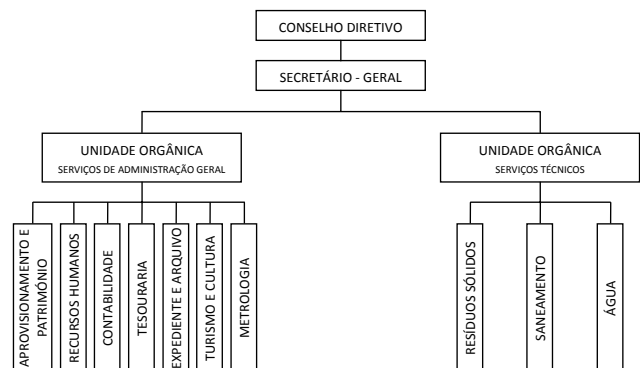 CONSELHO DIRETIVO
SECRETÁRIO - GERAL
UNIDADE ORGÂNICA
SERVIÇOS DE ADMINISTRAÇÃO GERAL
UNIDADE ORGÂNICA
SERVIÇOS TÉCNICOS
APROVISIONAMENTO E
PATRIMÓNIO
RECURSOS HUMANOS
CONTABILIDADE
TESOURARIA
EXPEDIENTE E ARQUIVO
TURISMO E CULTURA
METROLOGIA
RESÍDUOS SÓLIDOS
SANEAMENTO
ÁGUA